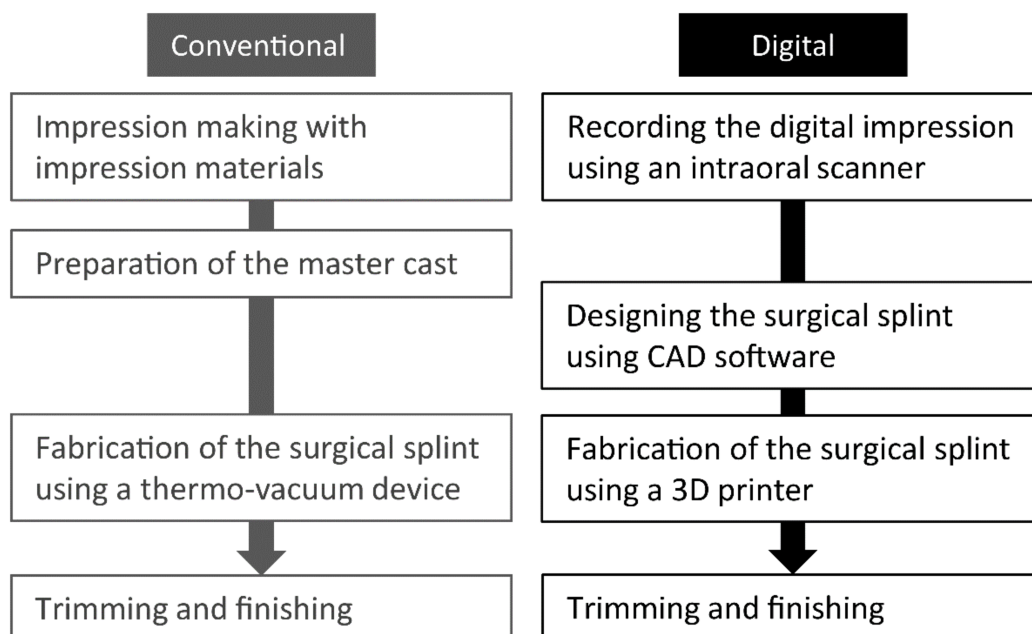 Conventional
Impression making with
impression materials
Preparation of the master cast
Fabrication of the surgical splint
using a thermo-vacuum device
Trimming and finishing
Digital
Recording the digital impression
using an intraoral scanner
Designing the surgical splint
using CAD software
Fabrication of the surgical splint
using a 3D printer
Trimming and finishing